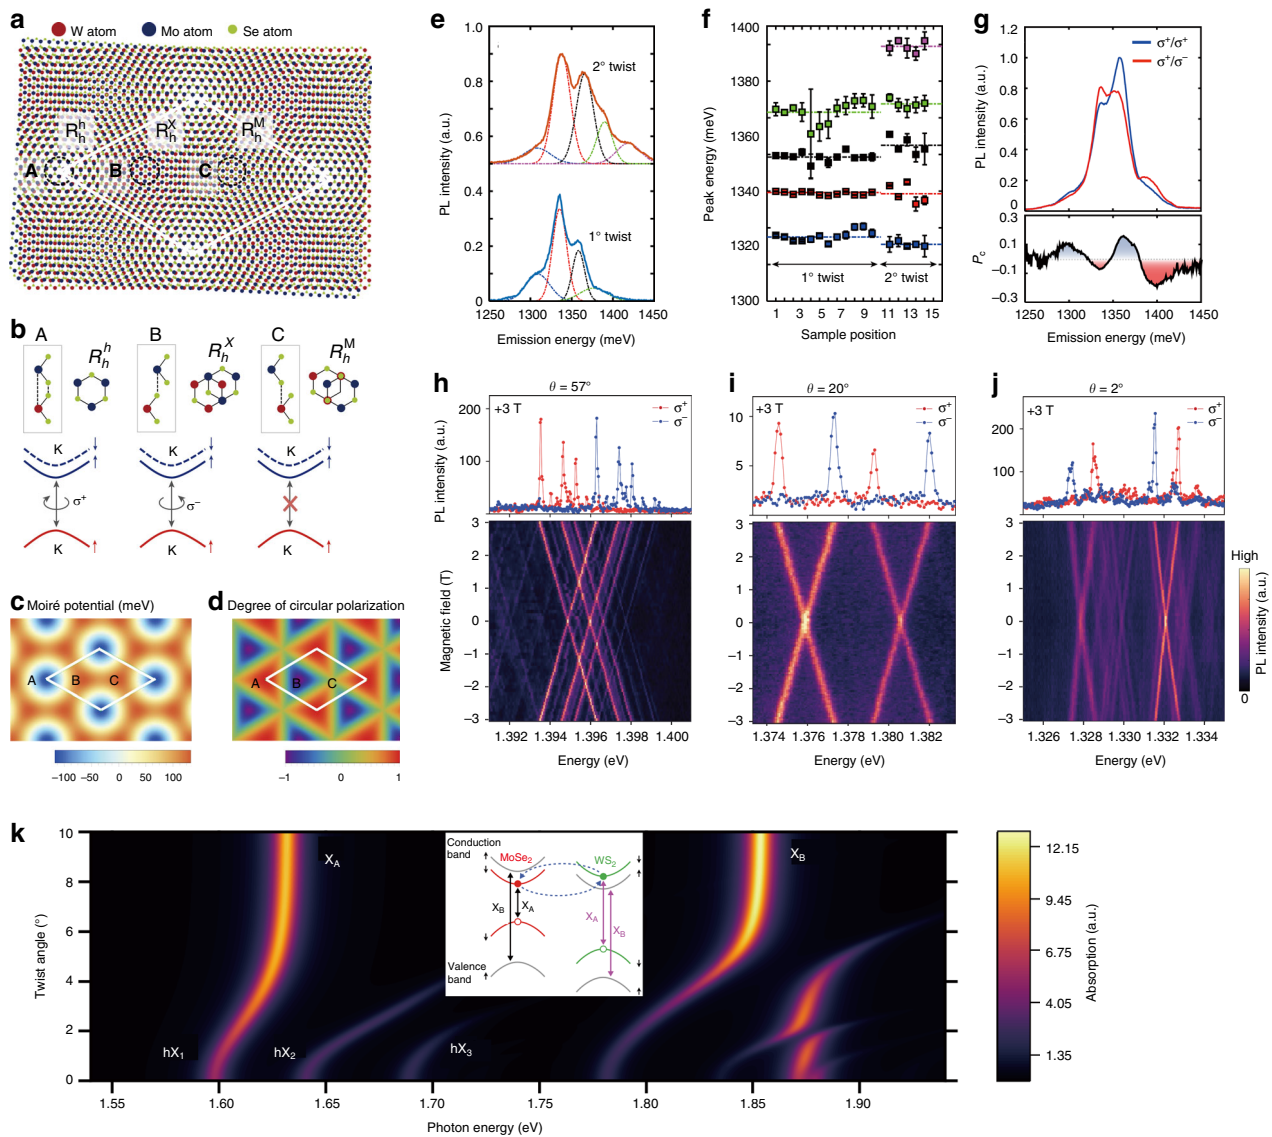 a
W atom Mo atom Se atom
R_h^h R_h^X R_h^M
A B C
b
A B C
R_h^h R_h^X R_h^M
K K K
↓ ↓ ↓
↑ ↑ ↑
σ+ σ−
K K K
↑ ↑ ↑
c Moiré potential (meV)
A B C
−100 −50 0 50 100
d Degree of circular polarization
A B C
−1 0 1
e
PL intensity (a.u.)
1.0
0.8
0.6
0.4
0.2
0
2° twist
1° twist
1250 1300 1350 1400 1450
Emission energy (meV)
f
Peak energy (meV)
1400
1380
1360
1340
1320
1300
1° twist 2° twist
1 3 5 7 9 11 13 15
Sample position
g
PL intensity (a.u.)
1.2
1.0
0.8
0.6
0.4
0.2
0
σ+/σ+
σ+/σ−
Pc
0.3
0.1
−0.1
−0.3
1250 1300 1350 1400 1450
Emission energy (meV)
h
θ = 57°
PL intensity (a.u.)
200
100
0
+3 T
σ+
σ−
Magnetic field (T)
3
2
1
0
−1
−2
−3
1.392 1.394 1.396 1.398 1.400
Energy (eV)
i
θ = 20°
10
5
+3 T
σ+
σ−
3
2
1
0
−1
−2
−3
1.374 1.376 1.378 1.380 1.382
Energy (eV)
j
θ = 2°
200
100
+3 T
σ+
σ−
3
2
1
0
−1
−2
−3
1.326 1.328 1.330 1.332 1.334
Energy (eV)
High
0
PL intensity (a.u.)
k
Twist angle (°)
10
8
6
4
2
0
X_A X_B
hX1 hX2 hX3
Conduction
band
MoSe2 WS2
X_B X_A
X_A X_B
Valence
band
1.55 1.60 1.65 1.70 1.75 1.80 1.85 1.90
Photon energy (eV)
12.15
9.45
6.75
4.05
1.35
Absorption (a.u.)